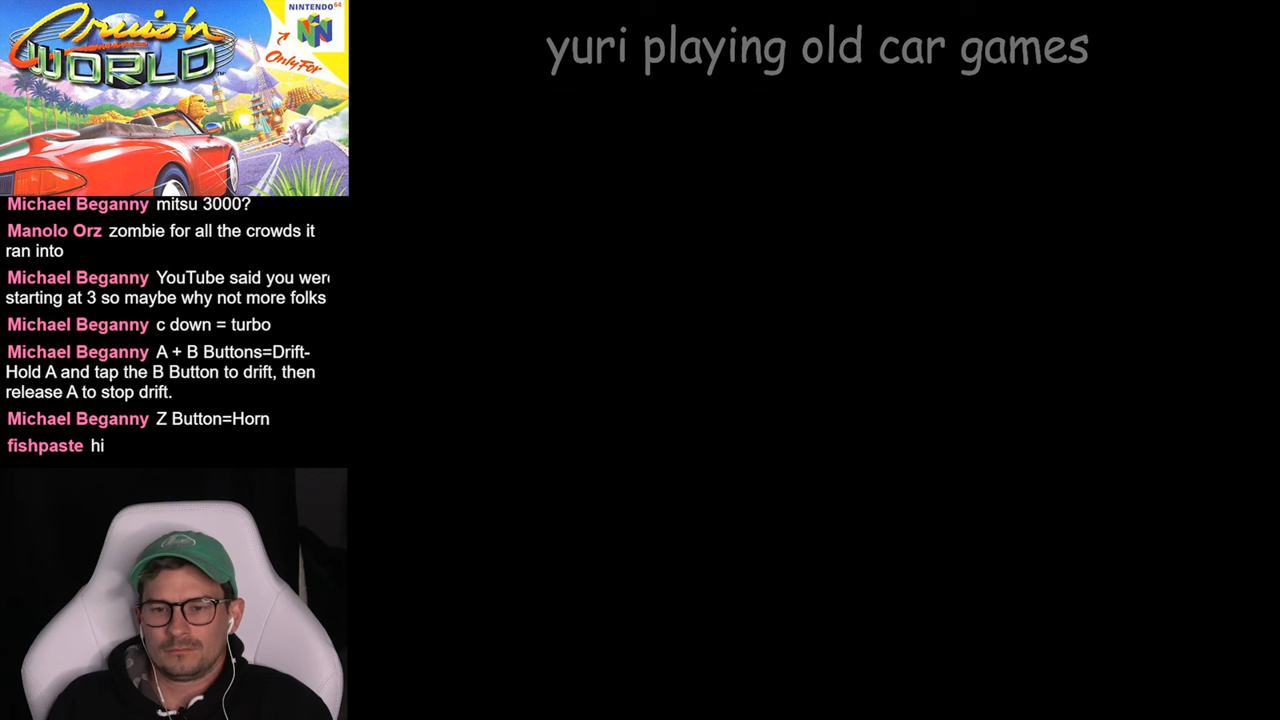 Cruis'n
WORLD
NINTENDO 64
Only For
yuri playing old car games
Michael Beganny mitsu 3000?
Manolo Orz zombie for all the crowds it
ran into
Michael Beganny YouTube said you were
starting at 3 so maybe why not more folks
Michael Beganny c down = turbo
Michael Beganny A + B Buttons=Drift-
Hold A and tap the B Button to drift, then
release A to stop drift.
Michael Beganny Z Button=Horn
fishpaste hi